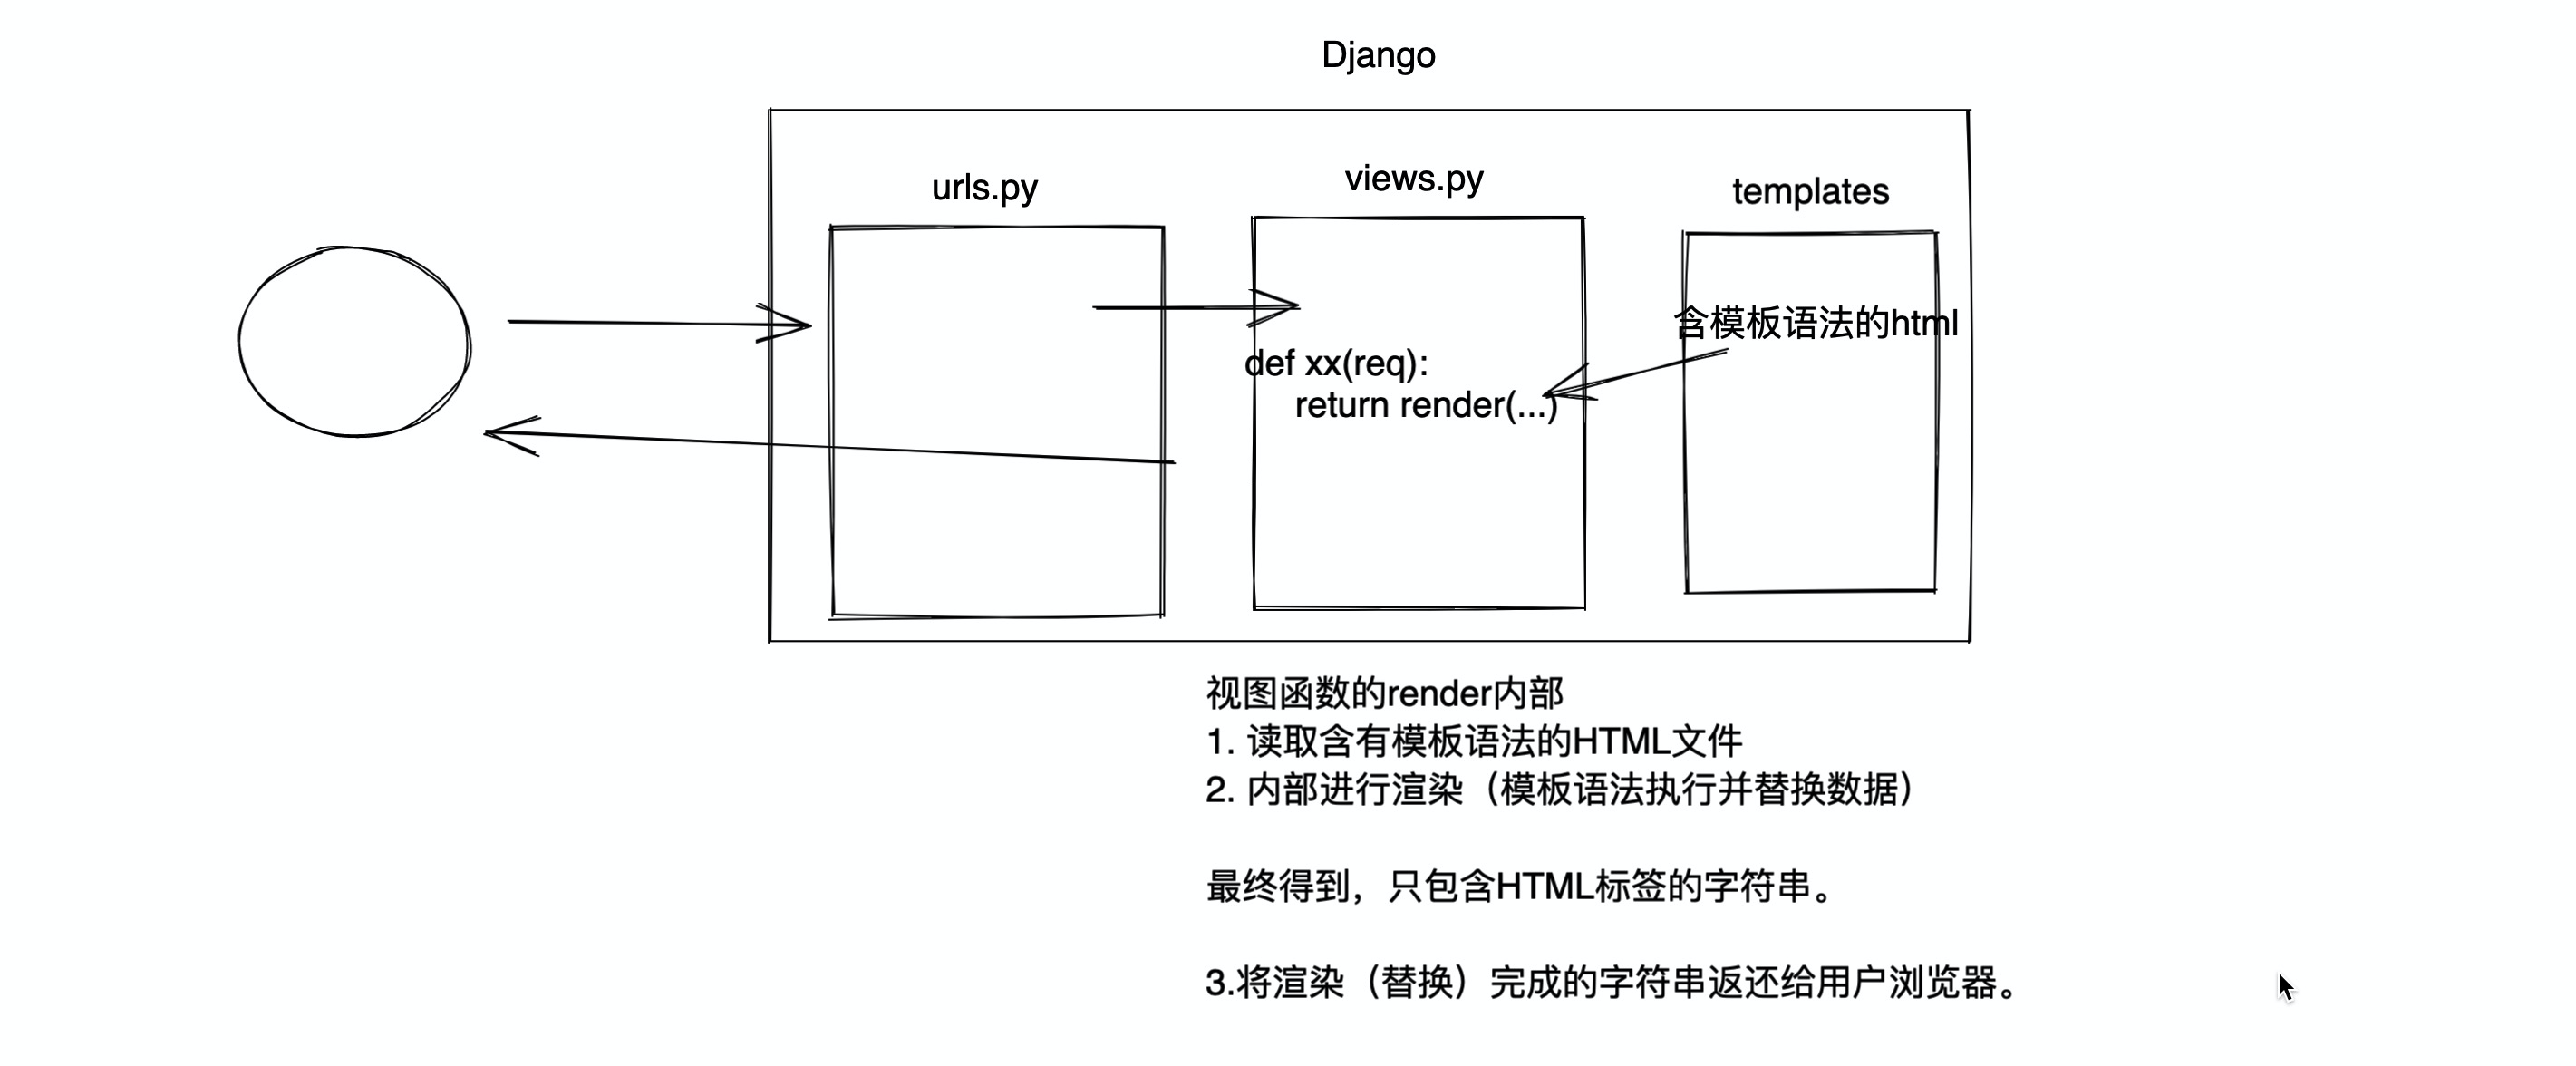 Django
urls.py
views.py
templates
含模板语法的html
def xx(req):
return render(...)
视图函数的render内部
1. 读取含有模板语法的HTML文件
2. 内部进行渲染（模板语法执行并替换数据）
最终得到，只包含HTML标签的字符串。
3.将渲染（替换）完成的字符串返还给用户浏览器。